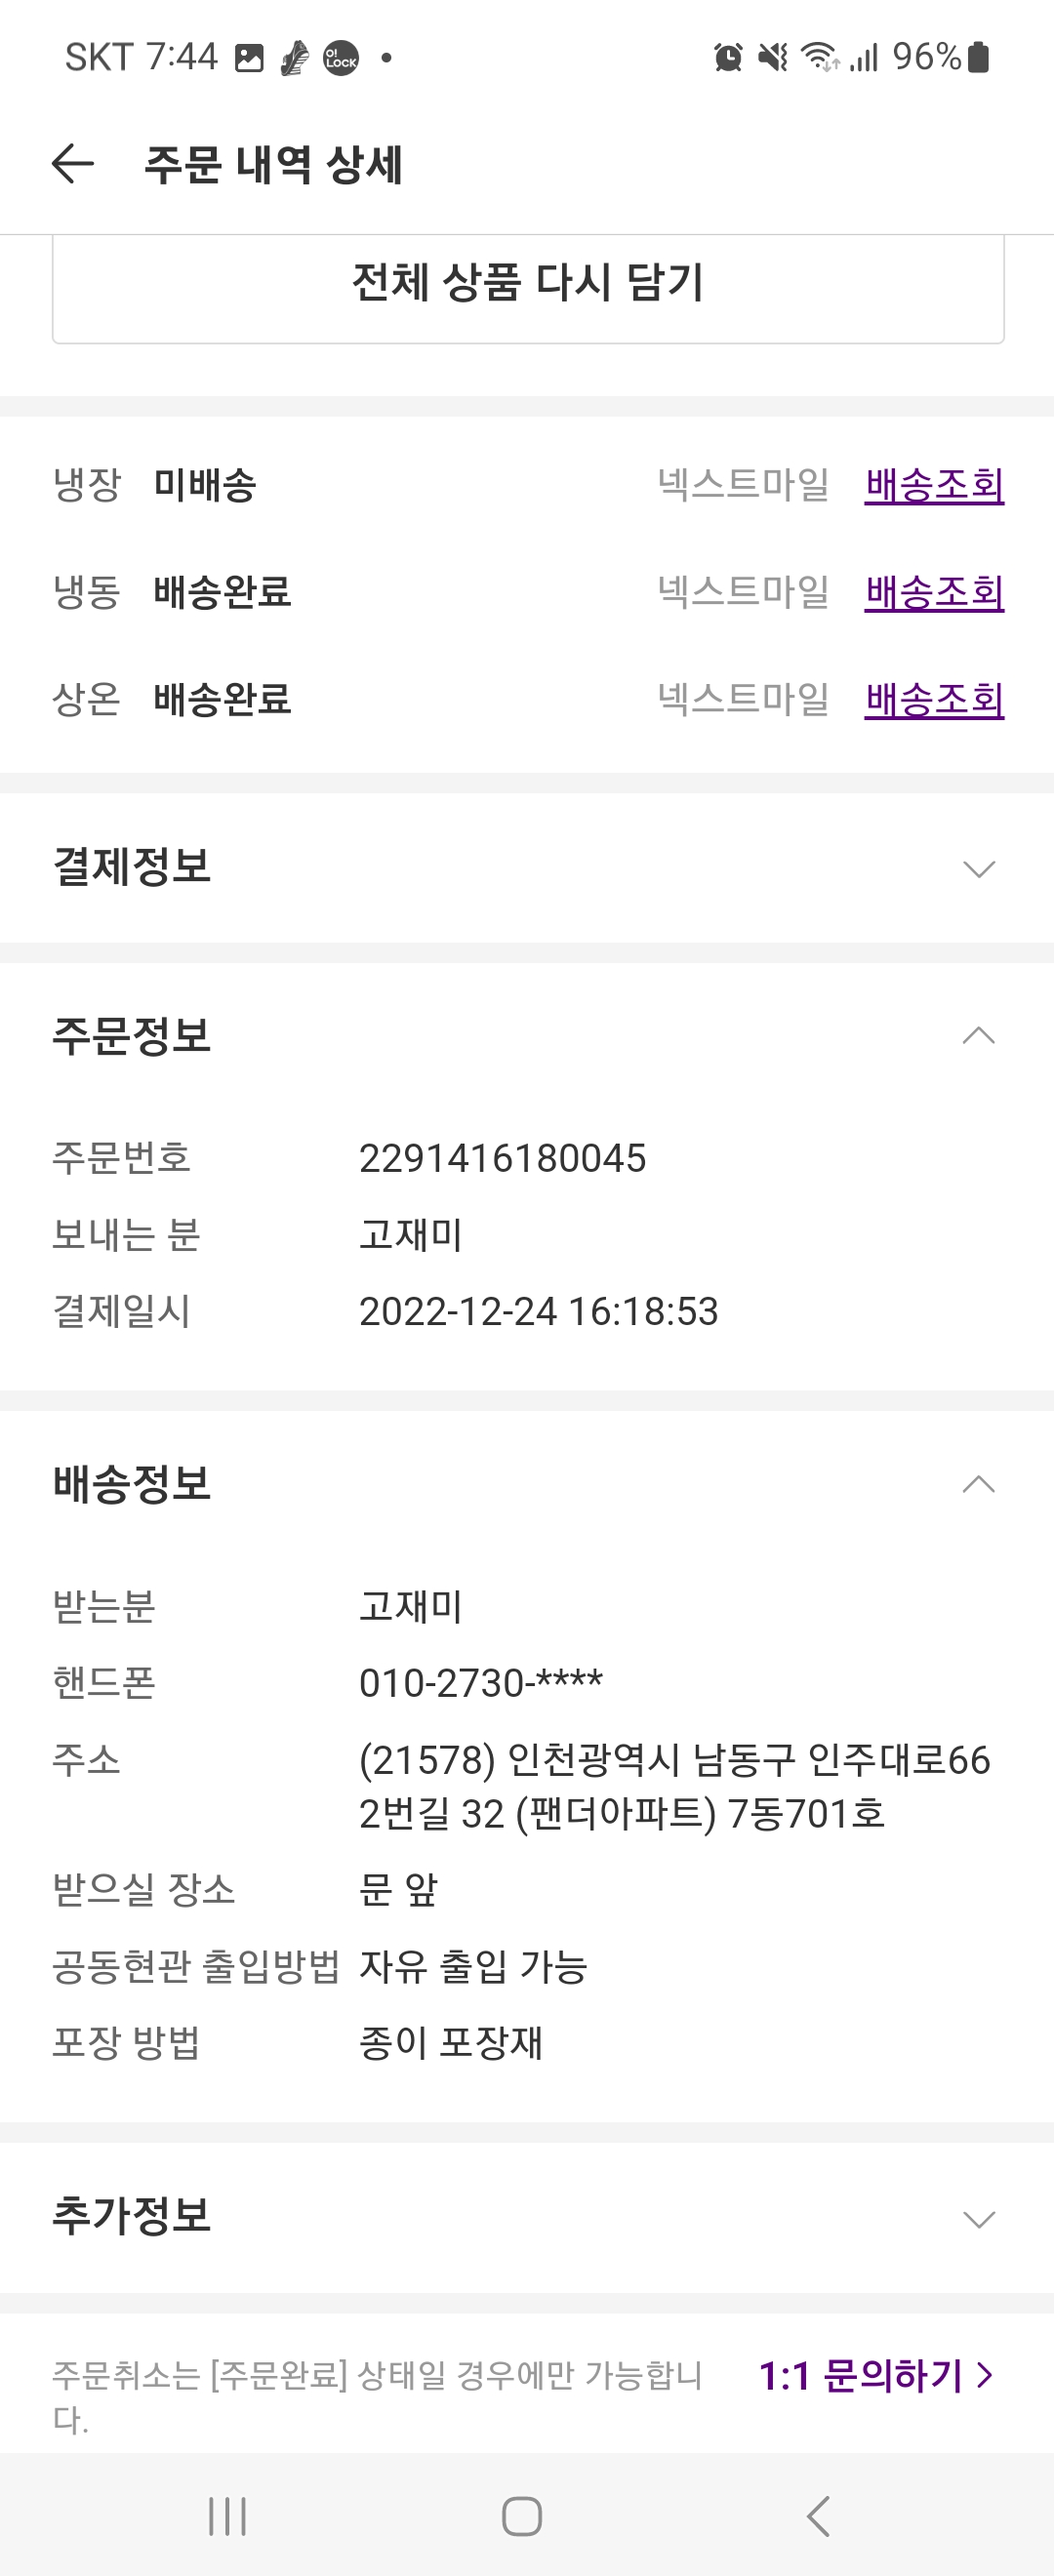 SKT 7:44 O! LOCK 96%
주문 내역 상세
전체 상품 다시 담기
냉장 미배송 넥스트마일 배송조회
냉동 배송완료 넥스트마일 배송조회
상온 배송완료 넥스트마일 배송조회
결제정보
주문정보
주문번호 2291416180045
보내는 분 고재미
결제일시 2022-12-24 16:18:53
배송정보
받는분 고재미
핸드폰 010-2730-****
주소 (21578) 인천광역시 남동구 인주대로66
2번길 32 (팬더아파트) 7동701호
받으실 장소 문 앞
공동현관 출입방법 자유 출입 가능
포장 방법 종이 포장재
추가정보
주문취소는 [주문완료] 상태일 경우에만 가능합니 1:1 문의하기
다.